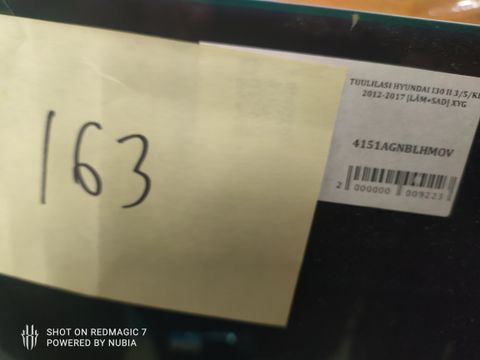 163
TUULILASI HYUNDAI I30 II 3/5/
2012-2017 [LÄM+SAD] XYG
4151AGNBLHMOV
2 000000 009223
SHOT ON REDMAGIC 7
POWERED BY NUBIA